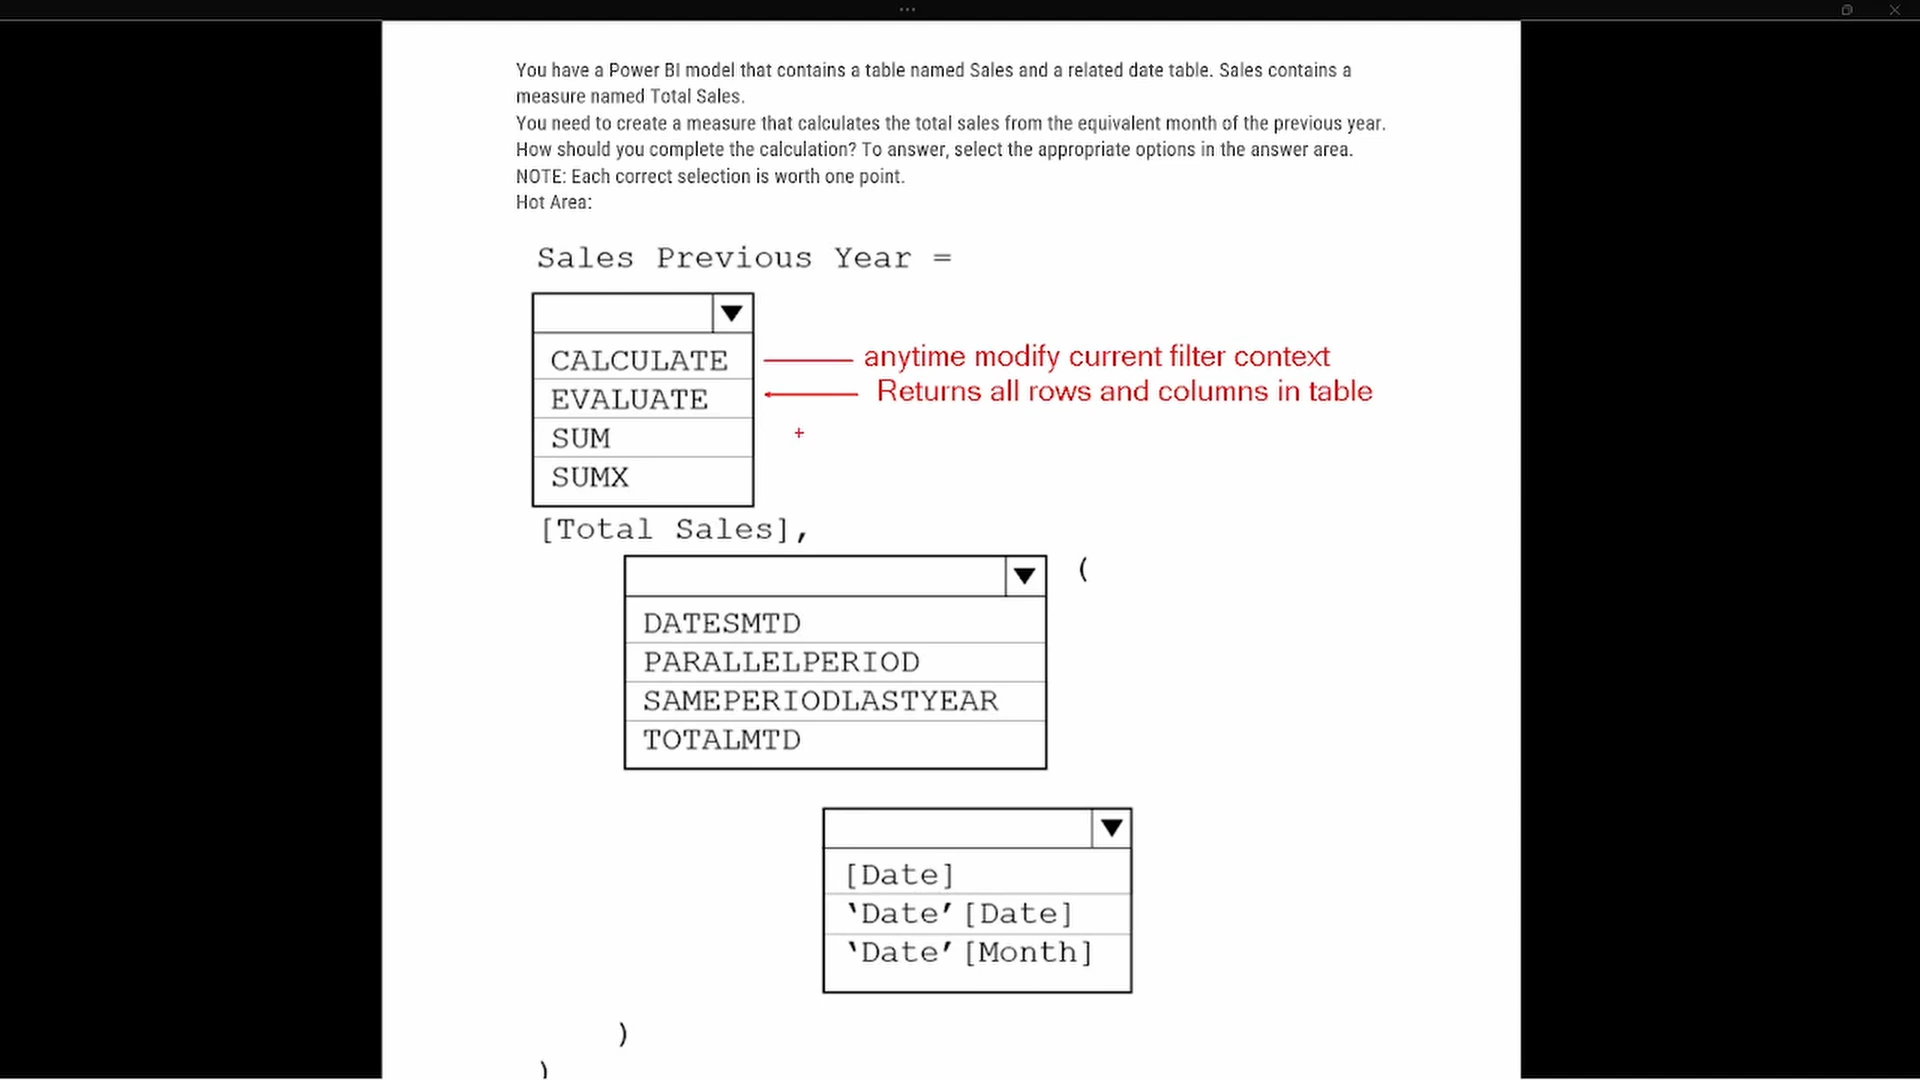 You have a Power BI model that contains a table named Sales and a related date table. Sales contains a
measure named Total Sales.
You need to create a measure that calculates the total sales from the equivalent month of the previous year.
How should you complete the calculation? To answer, select the appropriate options in the answer area.
NOTE: Each correct selection is worth one point.
Hot Area:
Sales Previous Year =
CALCULATE anytime modify current filter context
EVALUATE Returns all rows and columns in table
SUM
SUMX
[Total Sales],
(
DATESMTD
PARALLELPERIOD
SAMEPERIODLASTYEAR
TOTALMTD
[Date]
‘Date’[Date]
‘Date’[Month]
)
)